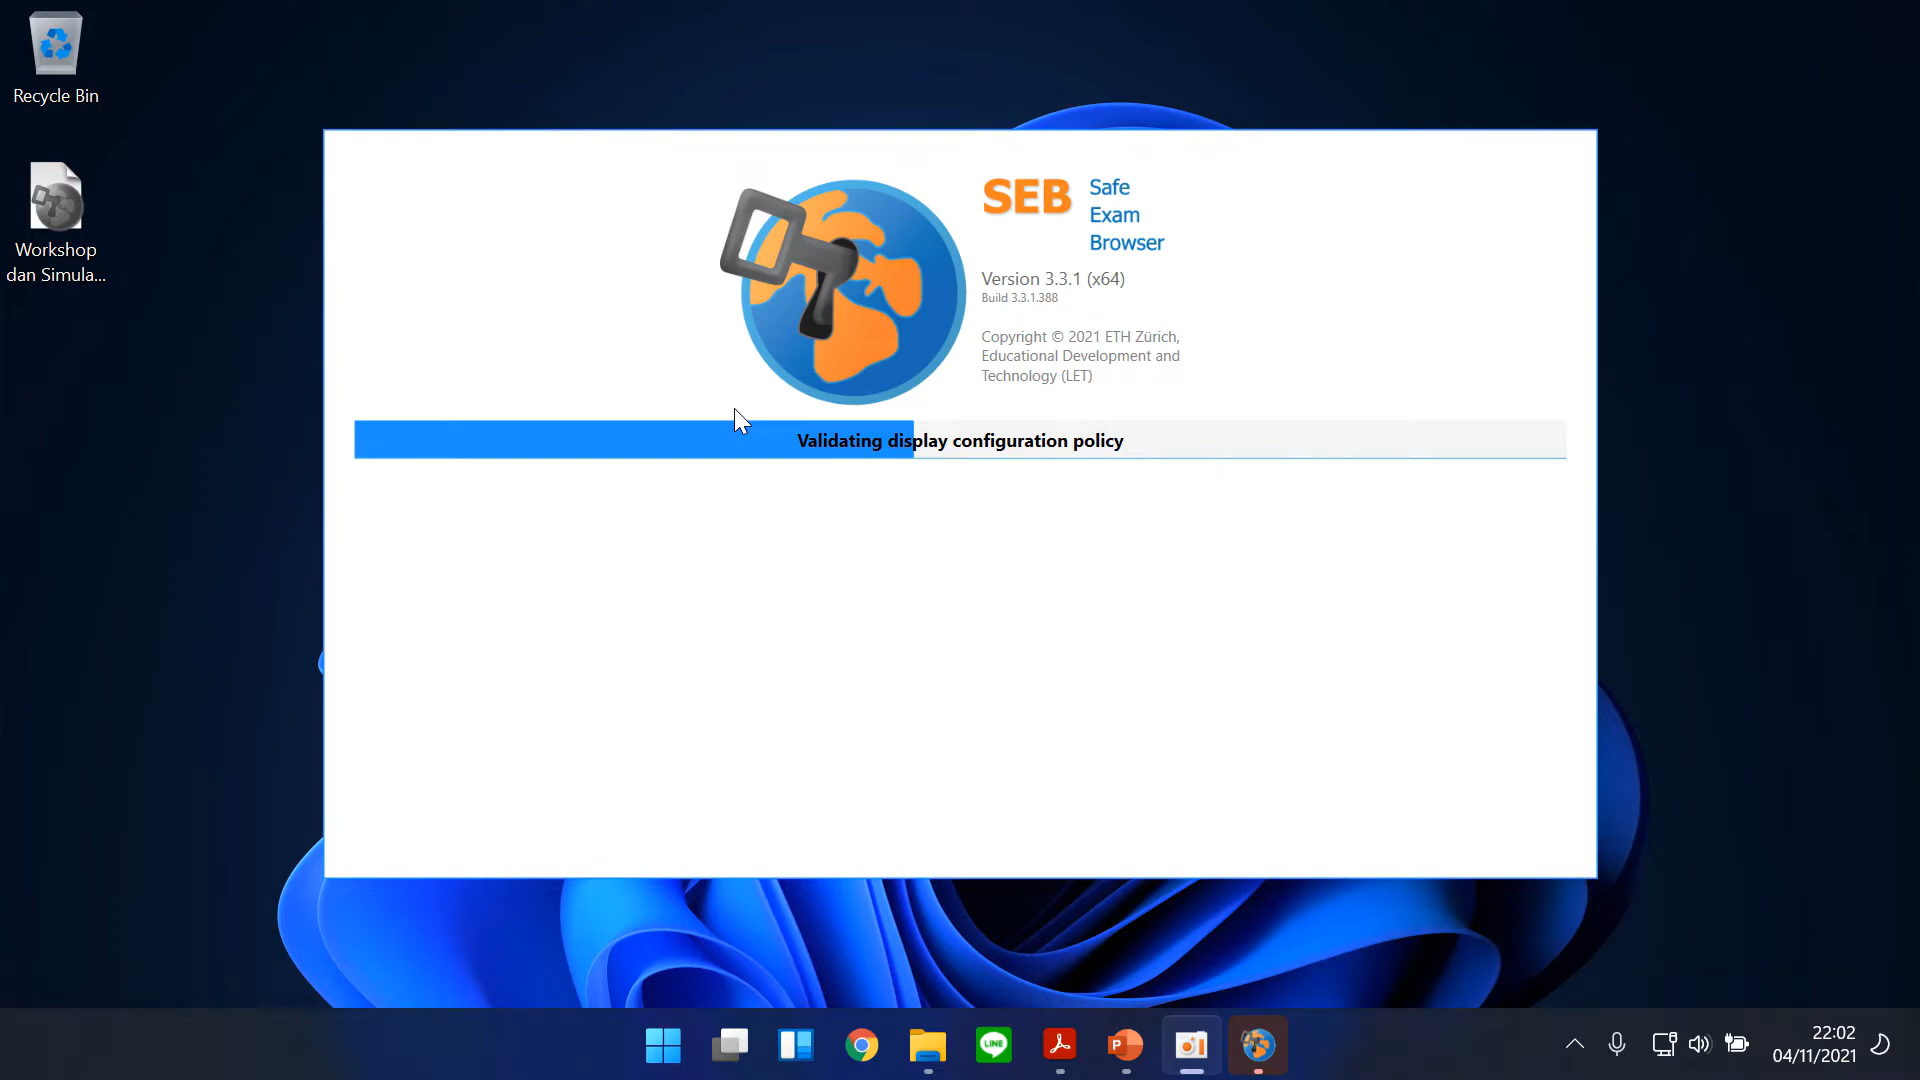 Recycle Bin
Workshop
dan Simula...
SEB
Safe
Exam
Browser
Version 3.3.1 (x64)
Build 3.3.1.388
Copyright © 2021 ETH Zürich,
Educational Development and
Technology (LET)
Validating display configuration policy
LINE
P
22:02
04/11/2021